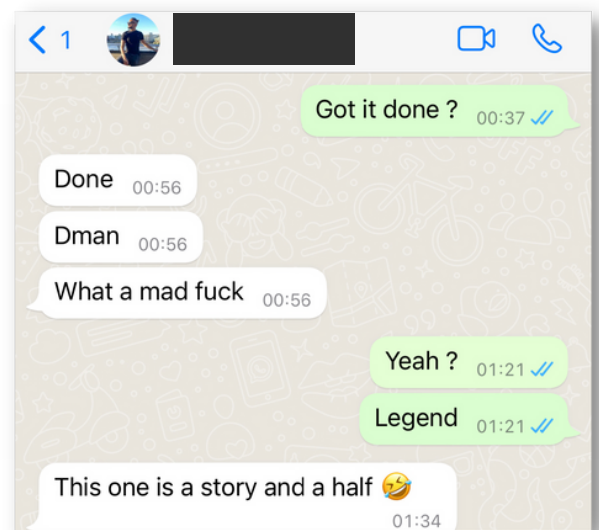 1
Got it done ? 00:37
Done 00:56
Dman 00:56
What a mad fuck 00:56
Yeah ? 01:21
Legend 01:21
This one is a story and a half 🤣
01:34